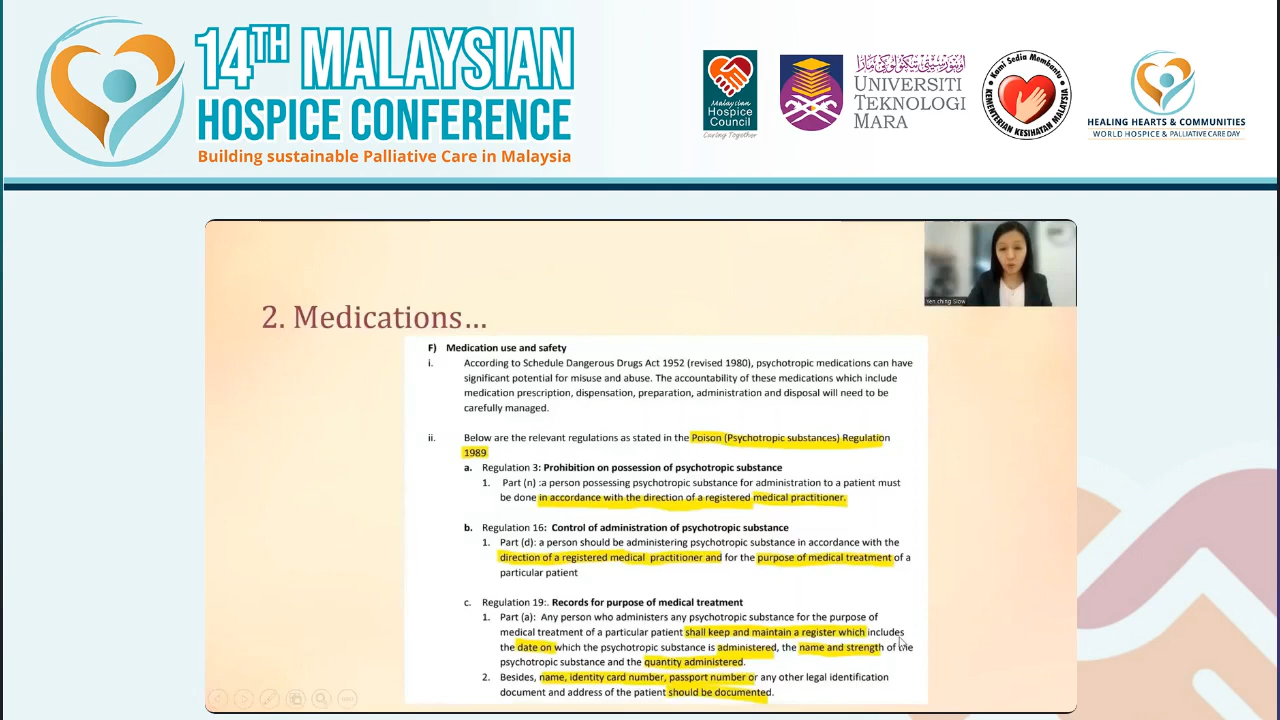 14TH MALAYSIAN
HOSPICE CONFERENCE
Building sustainable Palliative Care in Malaysia
Malaysian
Hospice
Council
Caring Together
UNIVERSITI
TEKNOLOGI
MARA
Kami Sedia Membantu
KEMENTERIAN KESIHATAN MALAYSIA
HEALING HEARTS & COMMUNITIES
WORLD HOSPICE & PALLIATIVE CARE DAY
Yen ching Siow
2. Medications...
F) Medication use and safety
i. According to Schedule Dangerous Drugs Act 1952 (revised 1980), psychotropic medications can have
significant potential for misuse and abuse. The accountability of these medications which include
medication prescription, dispensation, preparation, administration and disposal will need to be
carefully managed.
ii. Below are the relevant regulations as stated in the Poison (Psychotropic substances) Regulation
1989
a. Regulation 3: Prohibition on possession of psychotropic substance
1. Part (n) :a person possessing psychotropic substance for administration to a patient must
be done in accordance with the direction of a registered medical practitioner.
b. Regulation 16: Control of administration of psychotropic substance
1. Part (d): a person should be administering psychotropic substance in accordance with the
direction of a registered medical practitioner and for the purpose of medical treatment of a
particular patient
c. Regulation 19:. Records for purpose of medical treatment
1. Part (a): Any person who administers any psychotropic substance for the purpose of
medical treatment of a particular patient shall keep and maintain a register which includes
the date on which the psychotropic substance is administered, the name and strength of the
psychotropic substance and the quantity administered.
2. Besides, name, identity card number, passport number or any other legal identification
document and address of the patient should be documented.